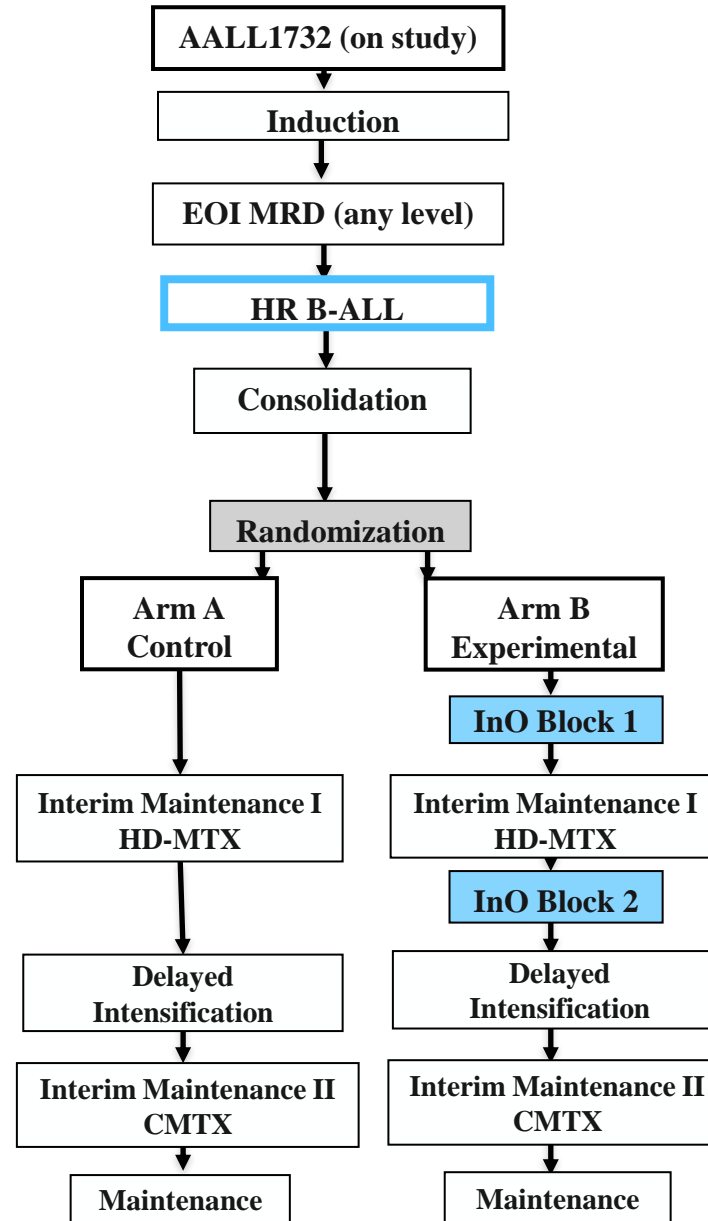 AALL1732 (on study)
Induction
EOI MRD (any level)
HR B-ALL
Consolidation
Randomization
Arm A
Control
Arm B
Experimental
InO Block 1
Interim Maintenance I
HD-MTX
Interim Maintenance I
HD-MTX
InO Block 2
Delayed
Intensification
Delayed
Intensification
Interim Maintenance II
CMTX
Interim Maintenance II
CMTX
Maintenance
Maintenance